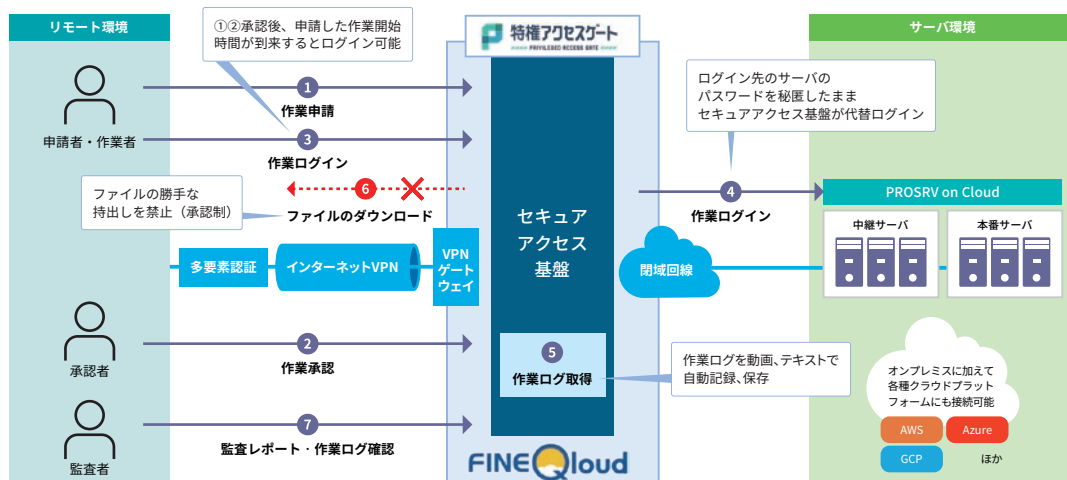 リモート環境
①②承認後、申請した作業開始
時間が到来するとログイン可能
特権アクセスゲート
PRIVILEGED ACCESS GATE
サーバ環境
申請者・作業者
1
作業申請
3
作業ログイン
6
ファイルのダウンロード
ファイルの勝手な
持出しを禁止（承認制）
多要素認証
インターネットVPN
VPN
ゲート
ウェイ
セキュア
アクセス
基盤
ログイン先のサーバの
パスワードを秘匿したまま
セキュアアクセス基盤が代替ログイン
4
作業ログイン
閉域回線
PROSRV on Cloud
中継サーバ
本番サーバ
承認者
2
作業承認
5
作業ログ取得
作業ログを動画、テキストで
自動記録、保存
監査者
7
監査レポート・作業ログ確認
FINEQloud
オンプレミスに加えて
各種クラウドプラット
フォームにも接続可能
AWS
Azure
GCP
ほか